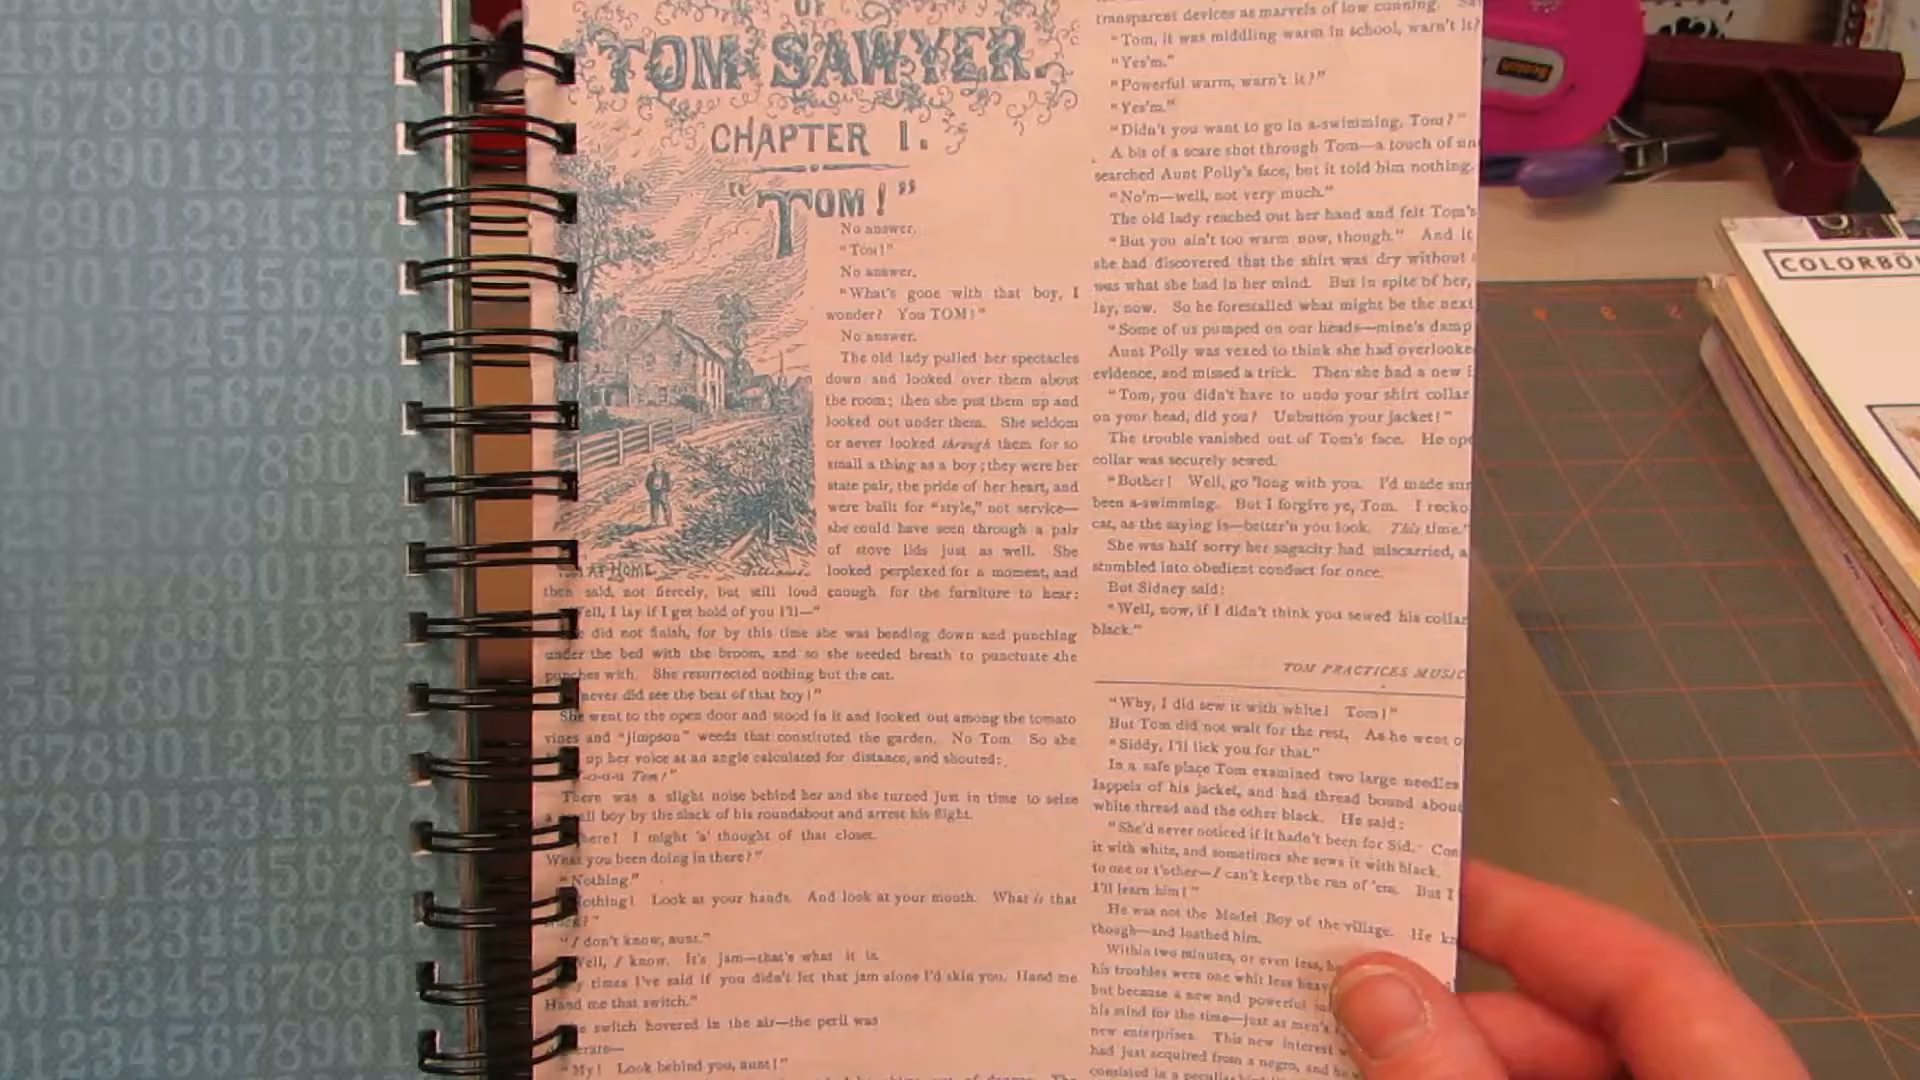 OF
TOM SAWYER.
CHAPTER I.
"TOM!"
No answer.
"Tom!"
No answer.
"What's gone with that boy, I
wonder? You TOM!"
No answer.
The old lady pulled her spectacles
down and looked over them about
the room; then she put them up and
looked out under them. She seldom
or never looked through them for so
small a thing as a boy; they were her
state pair, the pride of her heart, and
were built for "style," not service—
she could have seen through a pair
of stove lids just as well. She
looked perplexed for a moment, and
AT HOME
then said, not fiercely, but still loud enough for the furniture to hear:
I lay if I get hold of you I'll—"
did not finish, for by this time she was bending down and punching
under the bed with the broom, and so she needed breath to punctuate the
punches with. She resurrected nothing but the cat.
never did see the beat of that boy!"
She went to the open door and stood in it and looked out among the tomato
vines and "jimpson" weeds that constituted the garden. No Tom. So she
up her voice at an angle calculated for distance, and shouted:
Tom!"
There was a slight noise behind her and she turned just in time to seize
a boy by the slack of his roundabout and arrest his flight.
I might 'a' thought of that closet.
What you been doing in there?"
"Nothing."
Look at your hands. And look at your mouth. What is that
"I don't know, aunt."
I know. It's jam—that's what it is.
times I've said if you didn't let that jam alone I'd skin you. Hand me
Hand me that switch."
switch hovered in the air—the peril was
"My! Look behind you, aunt!"
transparent devices as marvels of low cunning.
"Tom, it was middling warm in school, warn't it?
"Yes'm."
"Powerful warm, warn't it?"
"Yes'm."
"Didn't you want to go in a-swimming, Tom?"
A bit of a scare shot through Tom—a touch of
searched Aunt Polly's face, but it told him nothing.
"No'm—well, not very much."
The old lady reached out her hand and felt Tom's
"But you ain't too warm now, though." And it
she had discovered that the shirt was dry without
was what she had in her mind. But in spite of her,
lay, now. So he forestalled what might be the next
"Some of us pumped on our heads—mine's damp
Aunt Polly was vexed to think she had
evidence, and missed a trick. Then she had a new
"Tom, you didn't have to undo your shirt collar
on your head, did you? Unbutton your jacket!"
The trouble vanished out of Tom's face. He
collar was securely sewed.
"Bother! Well, go 'long with you. I'd made
been a-swimming. But I forgive ye, Tom. I
cat, as the saying is—better'n you look. This time."
She was half sorry her sagacity had miscarried,
stumbled into obedient conduct for once.
But Sidney said:
"Well, now, if I didn't think you sewed his collar
black."
TOM PRACTICES MUSIC
"Why, I did sew it with white! Tom!"
But Tom did not wait for the rest. As he went
"Siddy, I'll lick you for that."
In a safe place Tom examined two large needles
lappels of his jacket, and had thread bound about
white thread and the other black. He said:
"She'd never noticed if it hadn't been for Sid.
it with white, and sometimes she sews it with black.
to one or t'other—I can't keep the run of 'em. But I
I'll learn him!"
He was not the Model Boy of the village. He
though—and loathed him.
Within two minutes, or even less,
his troubles were one whit less
but because a new and powerful
his mind for the time—just as men's
new enterprises. This new interest
had just acquired from a negro, and
consisted in a peculiar
COLORBO